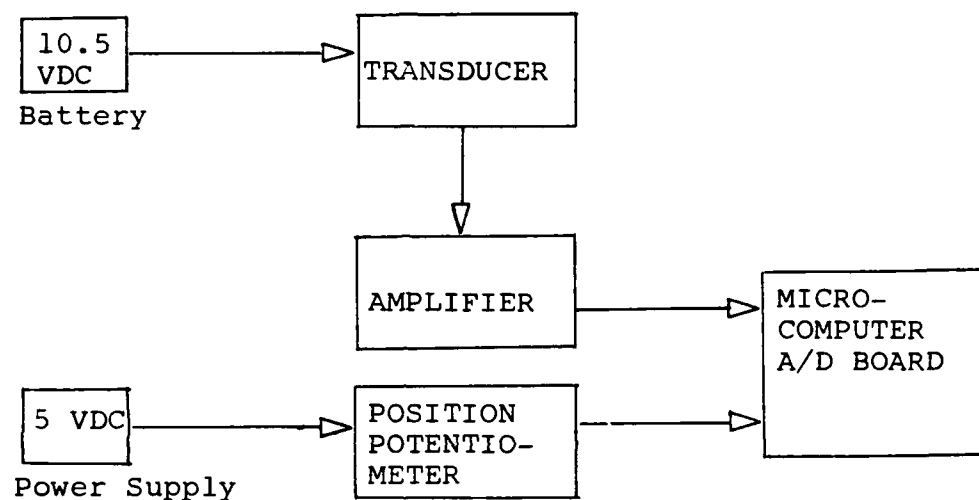 10.5
VDC
Battery
TRANSDUCER
AMPLIFIER
MICRO-
COMPUTER
A/D BOARD
5 VDC
Power Supply
POSITION
POTENTIO-
METER